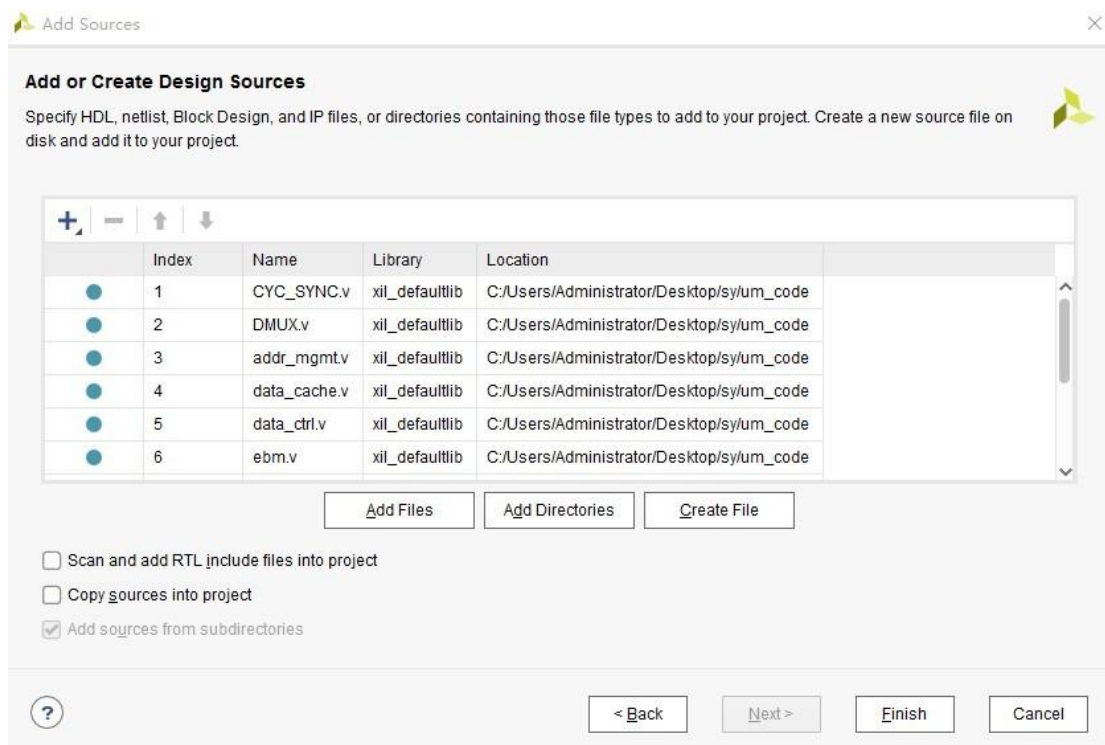 Add Sources
Add or Create Design Sources
Specify HDL, netlist, Block Design, and IP files, or directories containing those file types to add to your project. Create a new source file on
disk and add it to your project.
Index Name Library Location
1 CYC_SYNC.v xil_defaultlib C:/Users/Administrator/Desktop/sy/um_code
2 DMUX.v xil_defaultlib C:/Users/Administrator/Desktop/sy/um_code
3 addr_mgmt.v xil_defaultlib C:/Users/Administrator/Desktop/sy/um_code
4 data_cache.v xil_defaultlib C:/Users/Administrator/Desktop/sy/um_code
5 data_ctrl.v xil_defaultlib C:/Users/Administrator/Desktop/sy/um_code
6 ebm.v xil_defaultlib C:/Users/Administrator/Desktop/sy/um_code
Add Files Add Directories Create File
Scan and add RTL include files into project
Copy sources into project
Add sources from subdirectories
? < Back Next > Finish Cancel